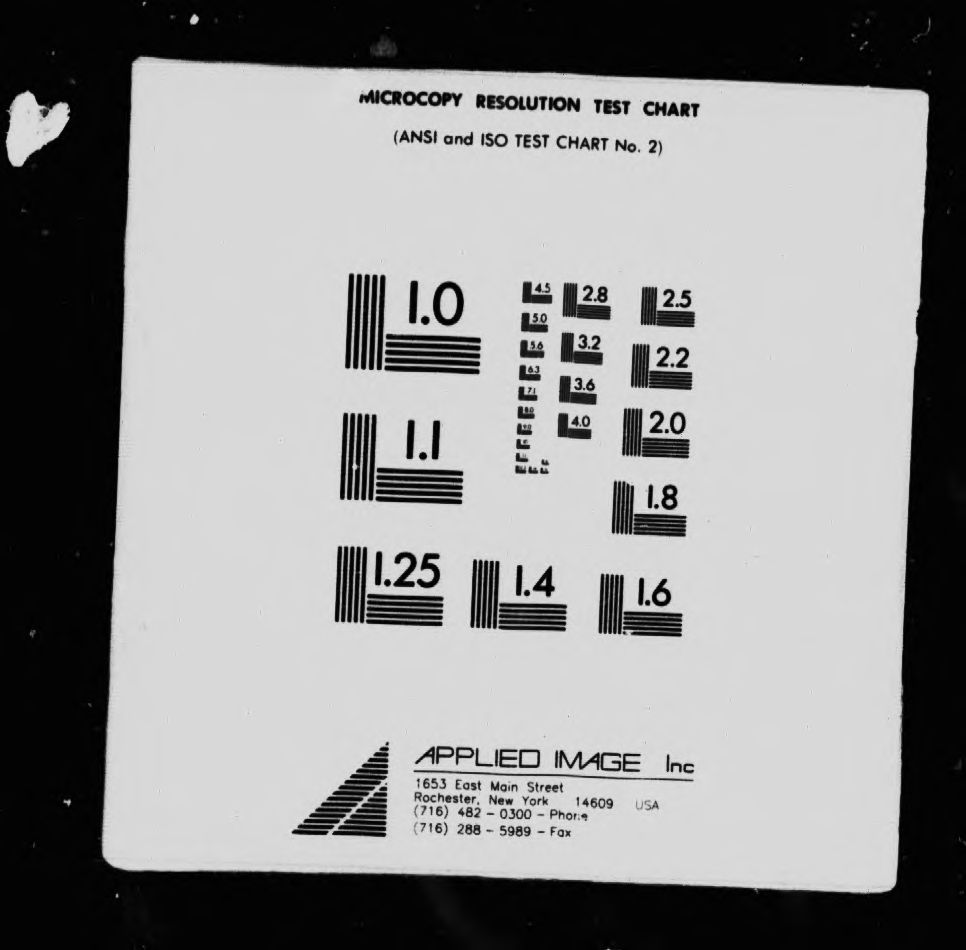 MICROCOPY RESOLUTION TEST CHART
(ANSI and ISO TEST CHART No. 2)
1.0
4.5
2.8
2.5
5.0
5.6
3.2
2.2
6.3
3.6
7.1
8.0
4.0
2.0
9.0
1.1
1.8
1.25
1.4
1.6
APPLIED IMAGE Inc
1653 East Main Street
Rochester, New York 14609 USA
(716) 482 - 0300 - Phone
(716) 288 - 5989 - Fax